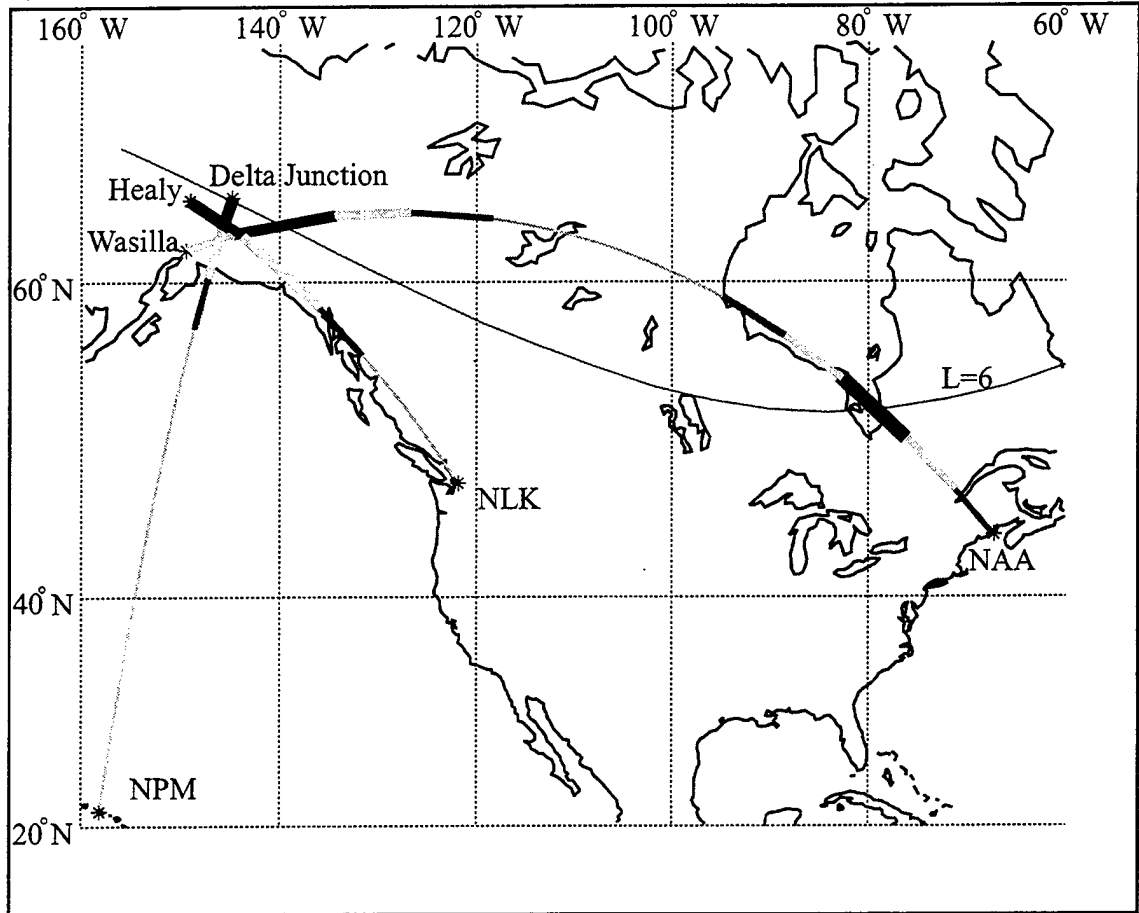 160° W 140° W 120° W 100° W 80° W 60° W
Delta Junction
Healy
Wasilla
60° N
L=6
NLK
NAA
40° N
NPM
20° N